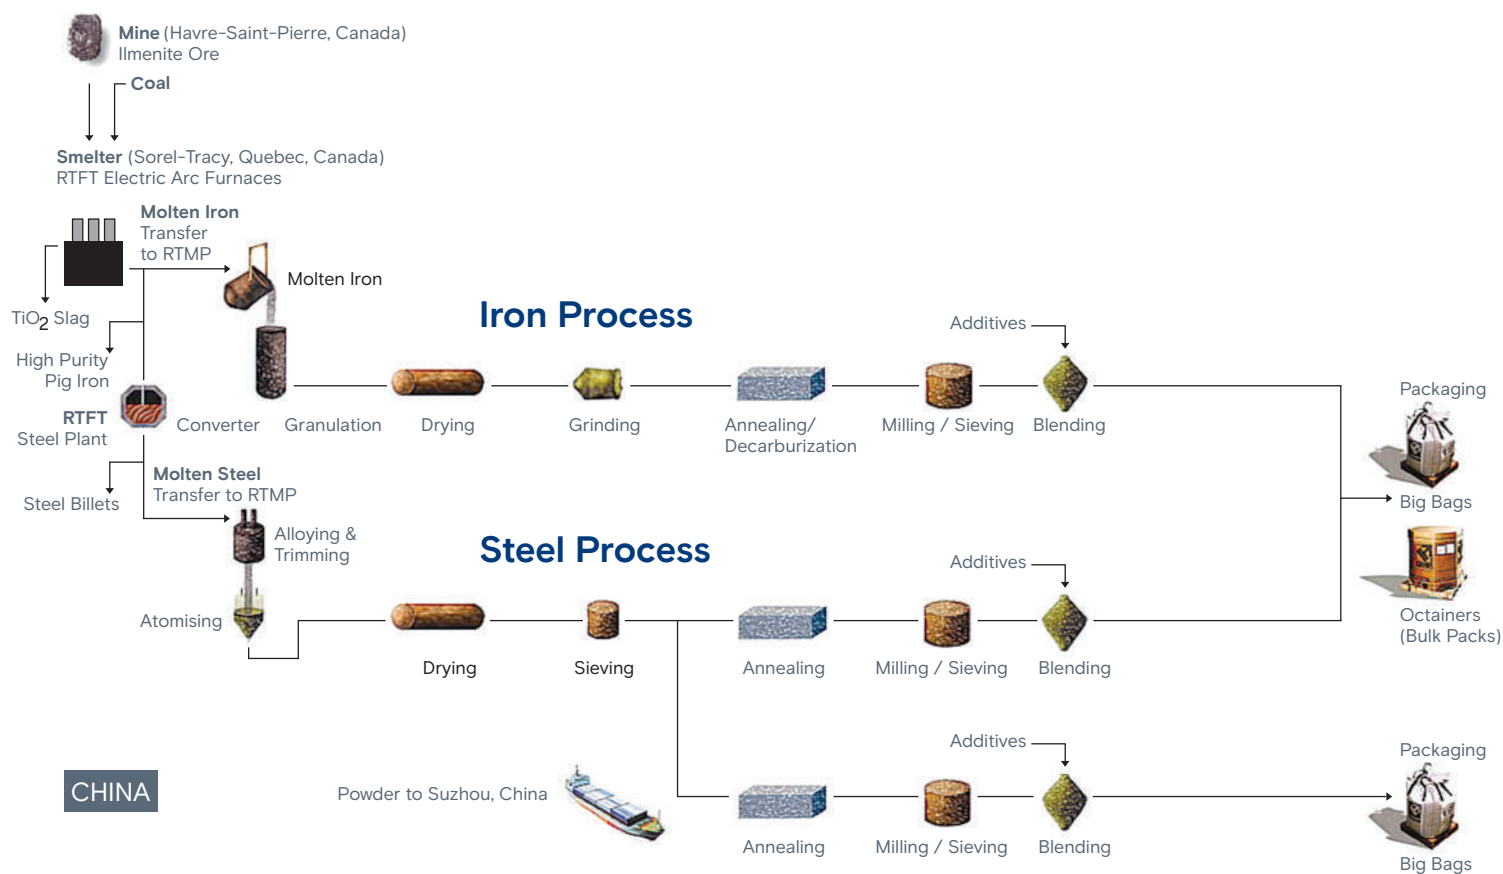 Mine (Havre-Saint-Pierre, Canada)
Ilmenite Ore
Coal
Smelter (Sorel-Tracy, Quebec, Canada)
RTFT Electric Arc Furnaces
Molten Iron
Transfer
to RTMP
Molten Iron
TiO2 Slag
High Purity
Pig Iron
RTFT
Steel Plant
Converter
Steel Billets
Iron Process
Additives
Granulation
Drying
Grinding
Annealing/
Decarburization
Milling / Sieving
Blending
Packaging
Big Bags
Octainers
(Bulk Packs)
Molten Steel
Transfer to RTMP
Alloying &
Trimming
Atomising
Steel Process
Additives
Drying
Sieving
Annealing
Milling / Sieving
Blending
CHINA
Powder to Suzhou, China
Additives
Annealing
Milling / Sieving
Blending
Packaging
Big Bags